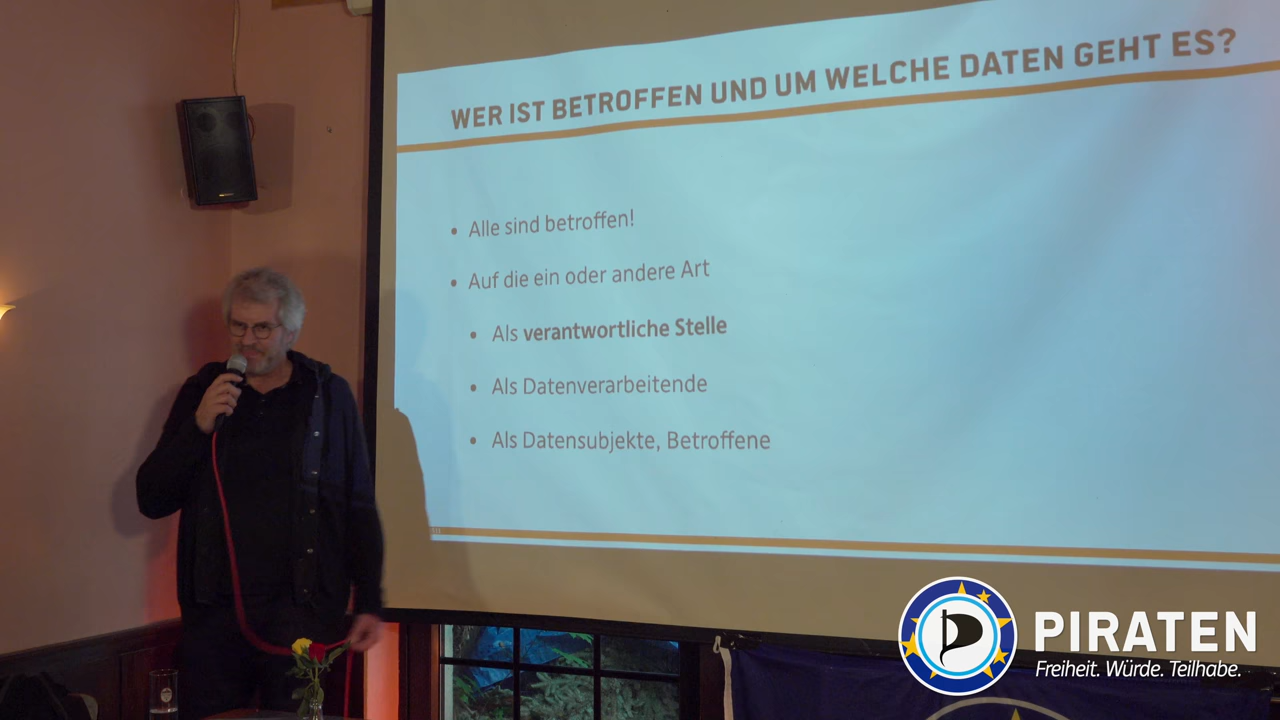 WER IST BETROFFEN UND UM WELCHE DATEN GEHT ES?
• Alle sind betroffen!
• Auf die ein oder andere Art
• Als verantwortliche Stelle
• Als Datenverarbeitende
• Als Datensubjekte, Betroffene
PIRATEN
Freiheit. Würde. Teilhabe.